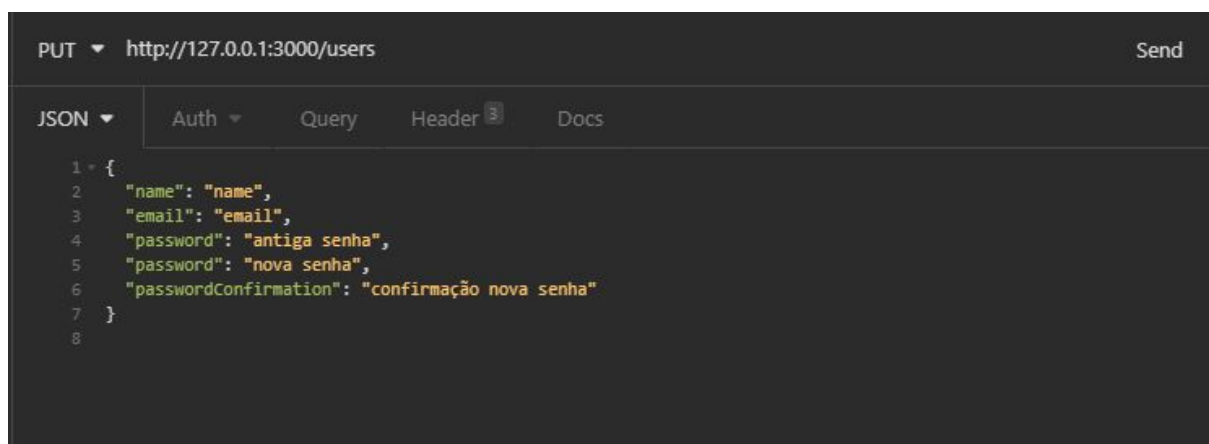 PUT http://127.0.0.1:3000/users Send
JSON Auth Query Header 3 Docs
1 {
2 "name": "name",
3 "email": "email",
4 "password": "antiga senha",
5 "password": "nova senha",
6 "passwordConfirmation": "confirmação nova senha"
7 }
8